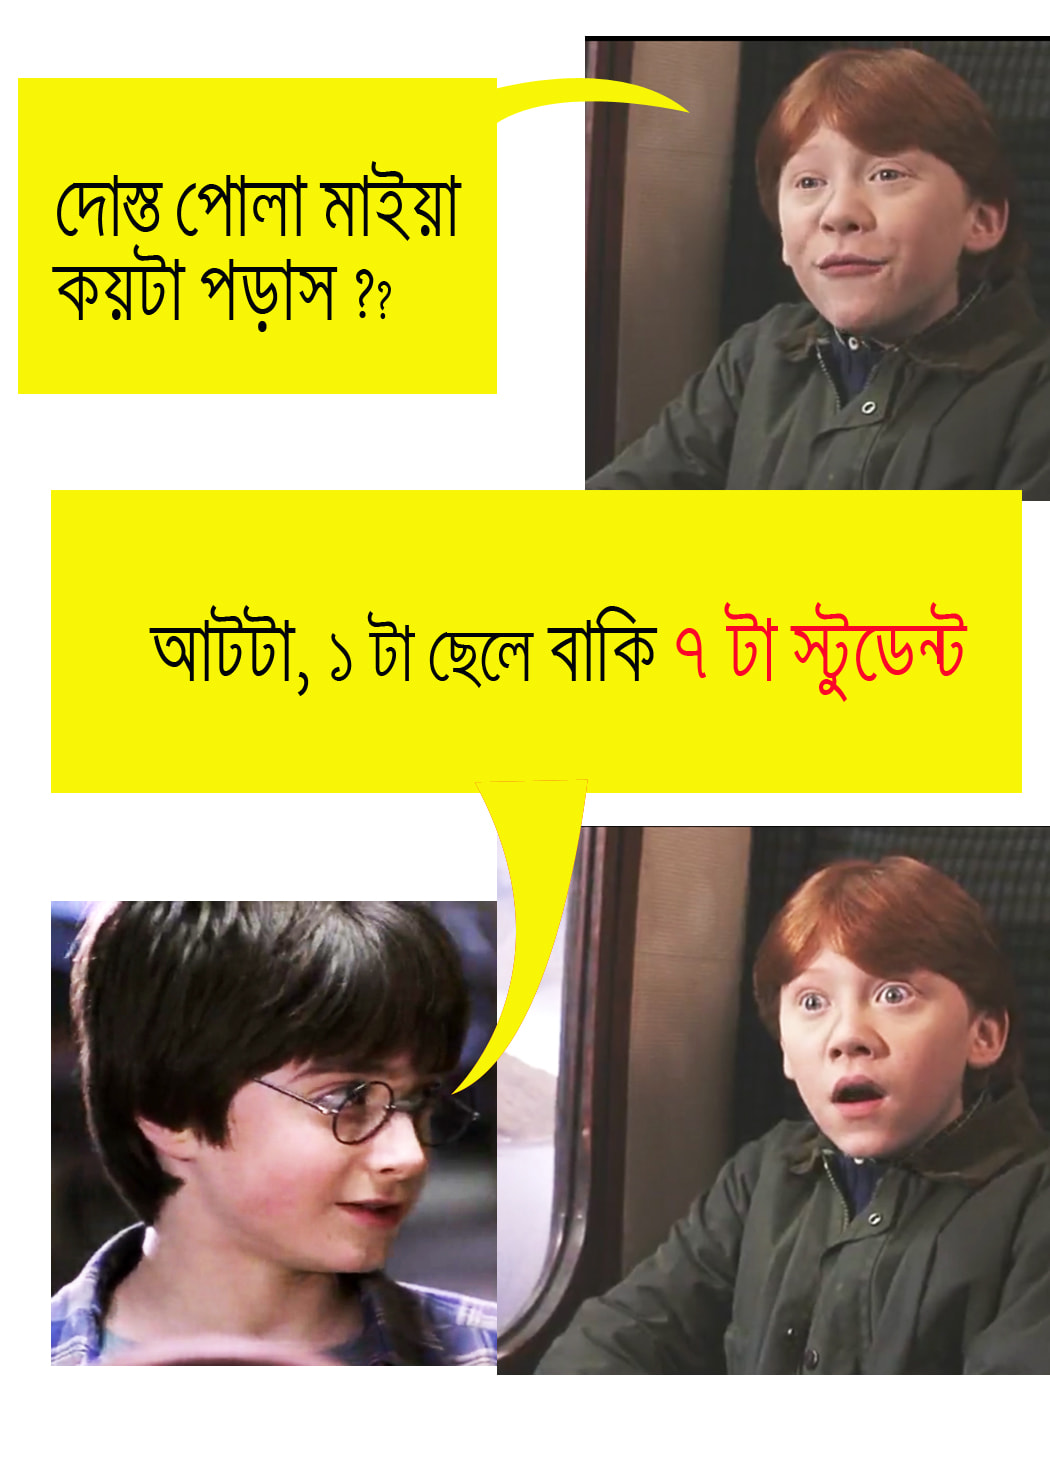 দোস্ত পোলা মাইয়া
কয়টা পড়াস ??
আটটা, ১ টা ছেলে বাকি ৭ টা স্টুডেন্ট